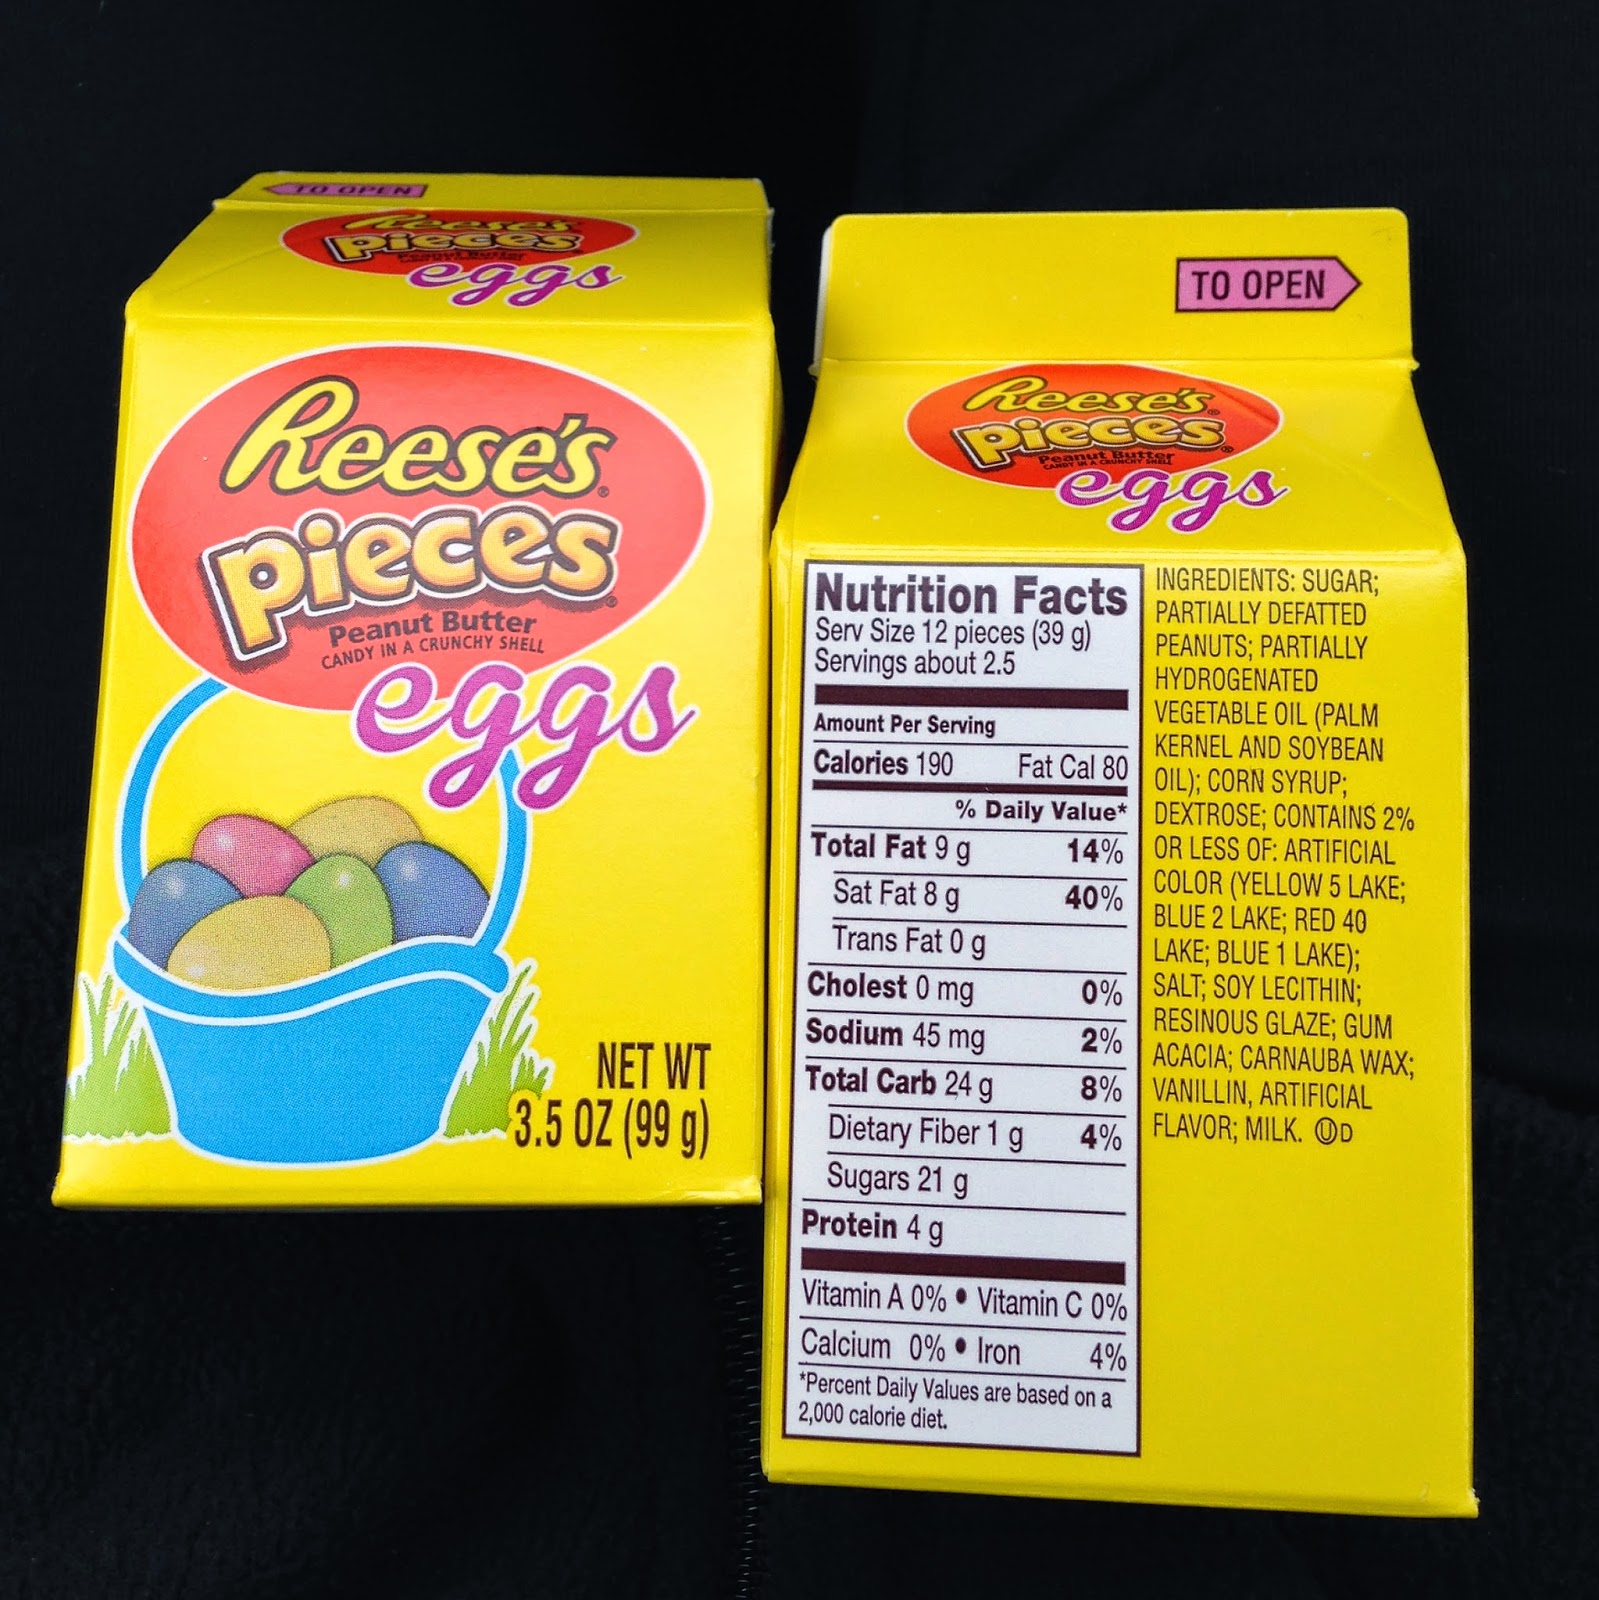 TO OPEN
Reese's
pieces
Peanut Butter
eggs
Reese's®
pieces®
Peanut Butter
CANDY IN A CRUNCHY SHELL
eggs
NET WT
3.5 OZ (99 g)
TO OPEN
Reese's®
pieces®
Peanut Butter
CANDY IN A CRUNCHY SHELL
eggs
Nutrition Facts
Serv Size 12 pieces (39 g)
Servings about 2.5
Amount Per Serving
Calories 190 Fat Cal 80
% Daily Value*
Total Fat 9 g 14%
Sat Fat 8 g 40%
Trans Fat 0 g
Cholest 0 mg 0%
Sodium 45 mg 2%
Total Carb 24 g 8%
Dietary Fiber 1 g 4%
Sugars 21 g
Protein 4 g
Vitamin A 0% • Vitamin C 0%
Calcium 0% • Iron 4%
*Percent Daily Values are based on a
2,000 calorie diet.
INGREDIENTS: SUGAR;
PARTIALLY DEFATTED
PEANUTS; PARTIALLY
HYDROGENATED
VEGETABLE OIL (PALM
KERNEL AND SOYBEAN
OIL); CORN SYRUP;
DEXTROSE; CONTAINS 2%
OR LESS OF: ARTIFICIAL
COLOR (YELLOW 5 LAKE;
BLUE 2 LAKE; RED 40
LAKE; BLUE 1 LAKE);
SALT; SOY LECITHIN;
RESINOUS GLAZE; GUM
ACACIA; CARNAUBA WAX;
VANILLIN, ARTIFICIAL
FLAVOR; MILK. ⓊD